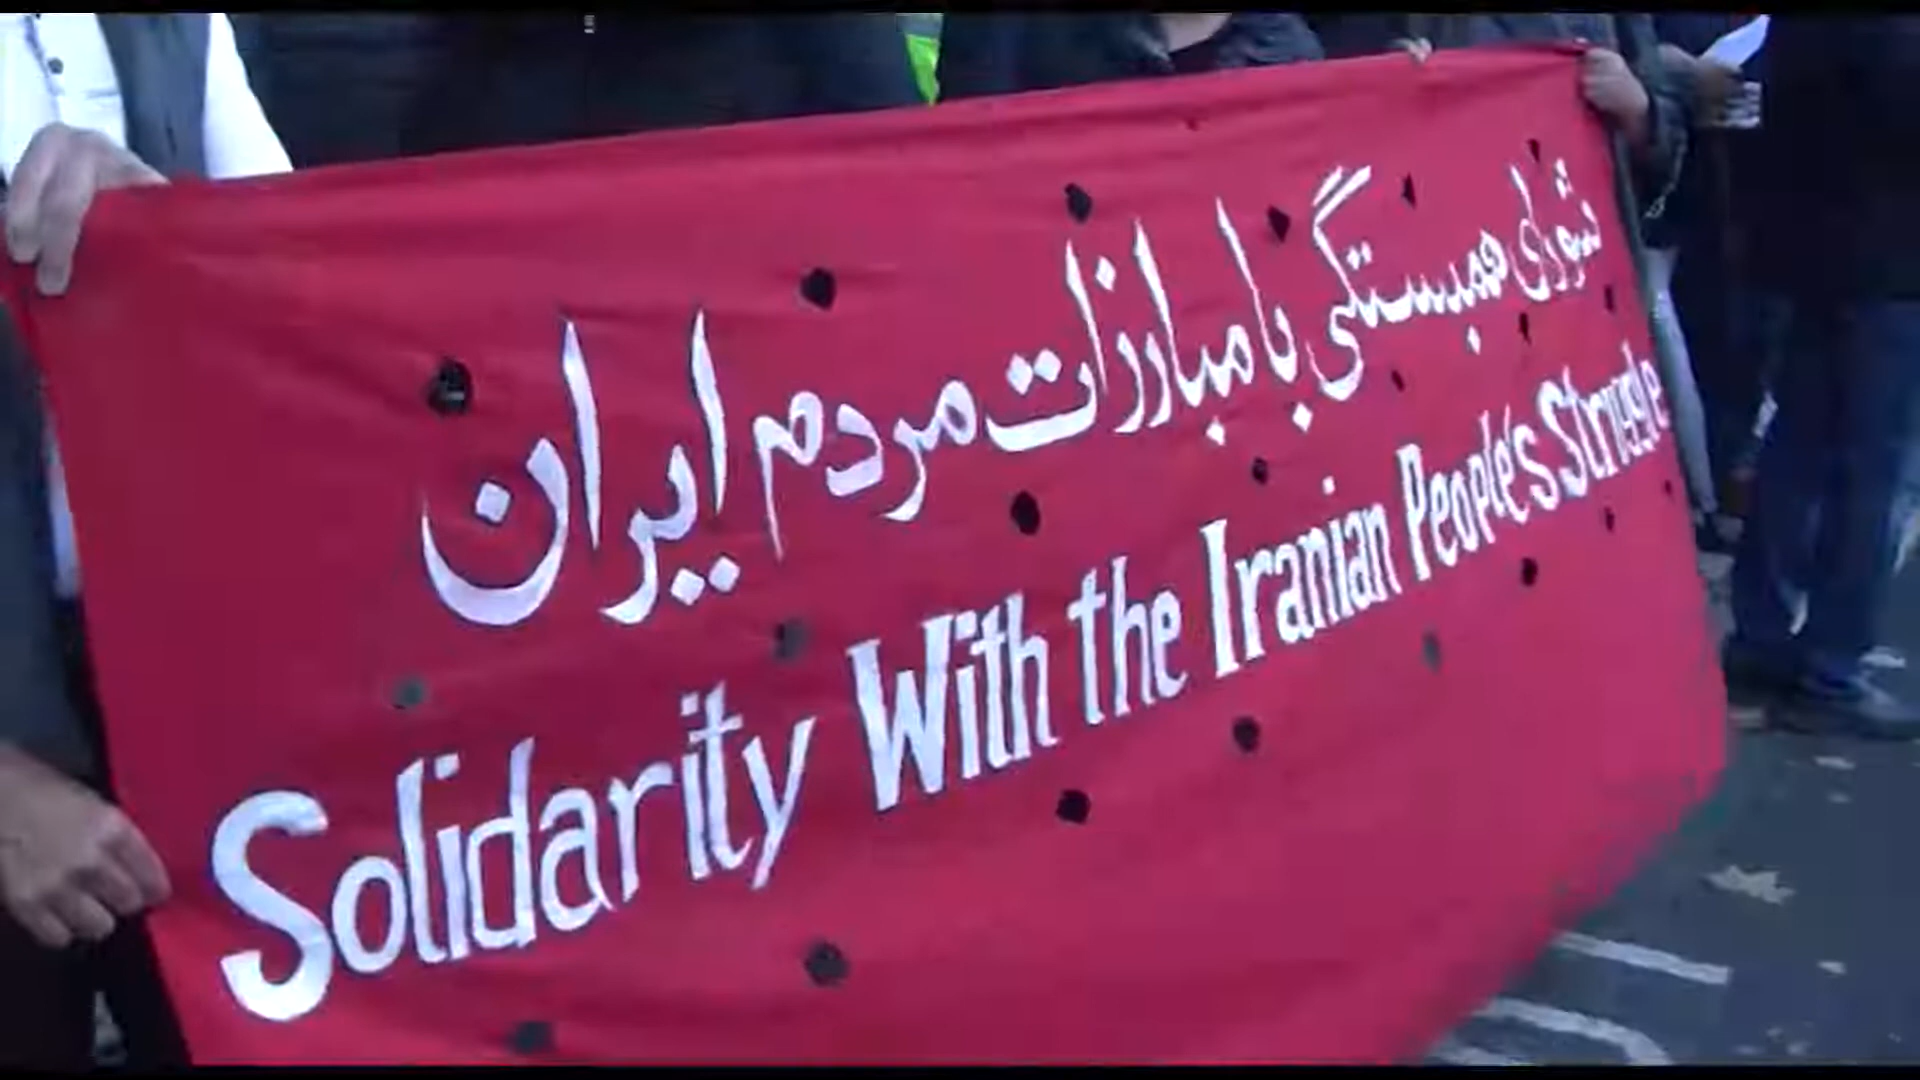 شورای همبستگی با مبارزات مردم ایران
Solidarity With the Iranian People's Struggle